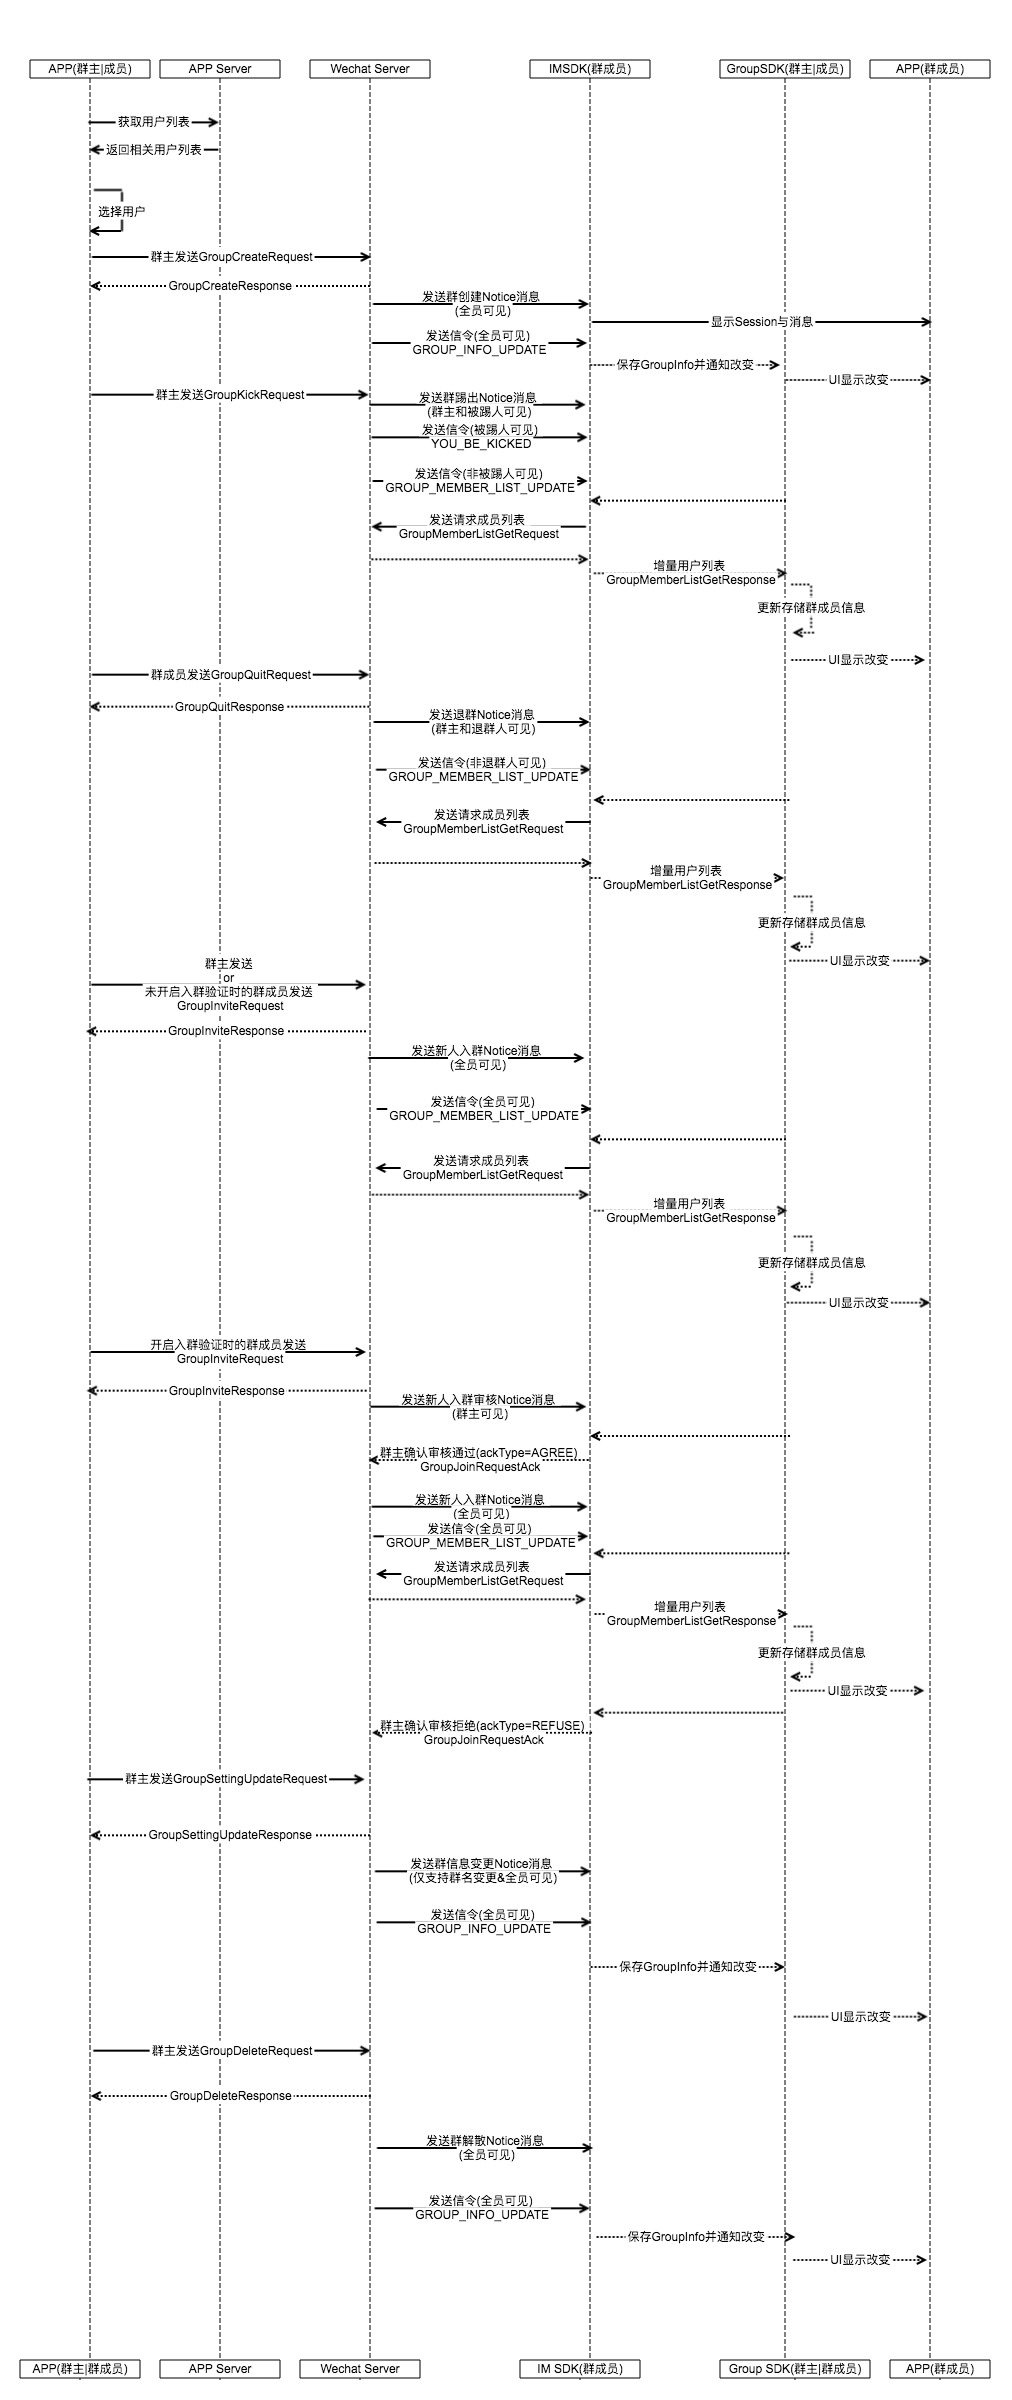 APP(群主|成员)
APP Server
Wechat Server
IMSDK(群成员)
GroupSDK(群主|成员)
APP(群成员)
获取用户列表
返回相关用户列表
选择用户
群主发送GroupCreateRequest
GroupCreateResponse
发送群创建Notice消息
(全员可见)
显示Session与消息
发送信令(全员可见)
GROUP_INFO_UPDATE
保存GroupInfo并通知改变
UI显示改变
群主发送GroupKickRequest
发送群踢出Notice消息
(群主和被踢人可见)
发送信令(被踢人可见)
YOU_BE_KICKED
发送信令(非被踢人可见)
GROUP_MEMBER_LIST_UPDATE
发送请求成员列表
GroupMemberListGetRequest
增量用户列表
GroupMemberListGetResponse
更新存储群成员信息
UI显示改变
群成员发送GroupQuitRequest
GroupQuitResponse
发送退群Notice消息
(群主和退群人可见)
发送信令(非退群人可见)
GROUP_MEMBER_LIST_UPDATE
发送请求成员列表
GroupMemberListGetRequest
增量用户列表
GroupMemberListGetResponse
更新存储群成员信息
UI显示改变
群主发送
or
未开启入群验证时的群成员发送
GroupInviteRequest
GroupInviteResponse
发送新人入群Notice消息
(全员可见)
发送信令(全员可见)
GROUP_MEMBER_LIST_UPDATE
发送请求成员列表
GroupMemberListGetRequest
增量用户列表
GroupMemberListGetResponse
更新存储群成员信息
UI显示改变
开启入群验证时的群成员发送
GroupInviteRequest
GroupInviteResponse
发送新人入群审核Notice消息
(群主可见)
群主确认审核通过(ackType=AGREE)
GroupJoinRequestAck
发送新人入群Notice消息
(全员可见)
发送信令(全员可见)
GROUP_MEMBER_LIST_UPDATE
发送请求成员列表
GroupMemberListGetRequest
增量用户列表
GroupMemberListGetResponse
更新存储群成员信息
UI显示改变
群主确认审核拒绝(ackType=REFUSE)
GroupJoinRequestAck
群主发送GroupSettingUpdateRequest
GroupSettingUpdateResponse
发送群信息变更Notice消息
(仅支持群名变更&全员可见)
发送信令(全员可见)
GROUP_INFO_UPDATE
保存GroupInfo并通知改变
UI显示改变
群主发送GroupDeleteRequest
GroupDeleteResponse
发送群解散Notice消息
(全员可见)
发送信令(全员可见)
GROUP_INFO_UPDATE
保存GroupInfo并通知改变
UI显示改变
APP(群主|群成员)
APP Server
Wechat Server
IM SDK(群成员)
Group SDK(群主|群成员)
APP(群成员)